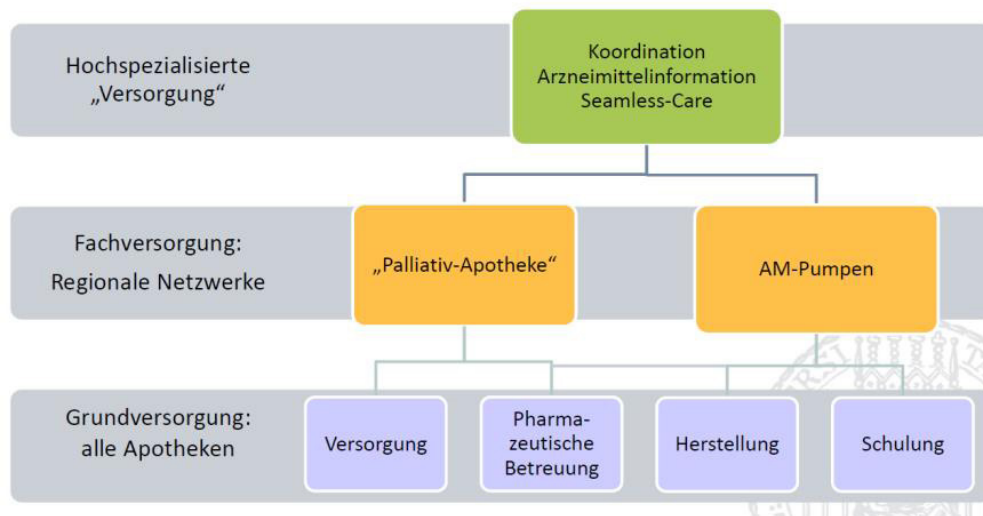 Hochspezialisierte
„Versorgung“
Koordination
Arzneimittelinformation
Seamless-Care
Fachversorgung:
Regionale Netzwerke
„Palliativ-Apotheke“
AM-Pumpen
Grundversorgung:
alle Apotheken
Versorgung
Pharma-
zeutische
Betreuung
Herstellung
Schulung